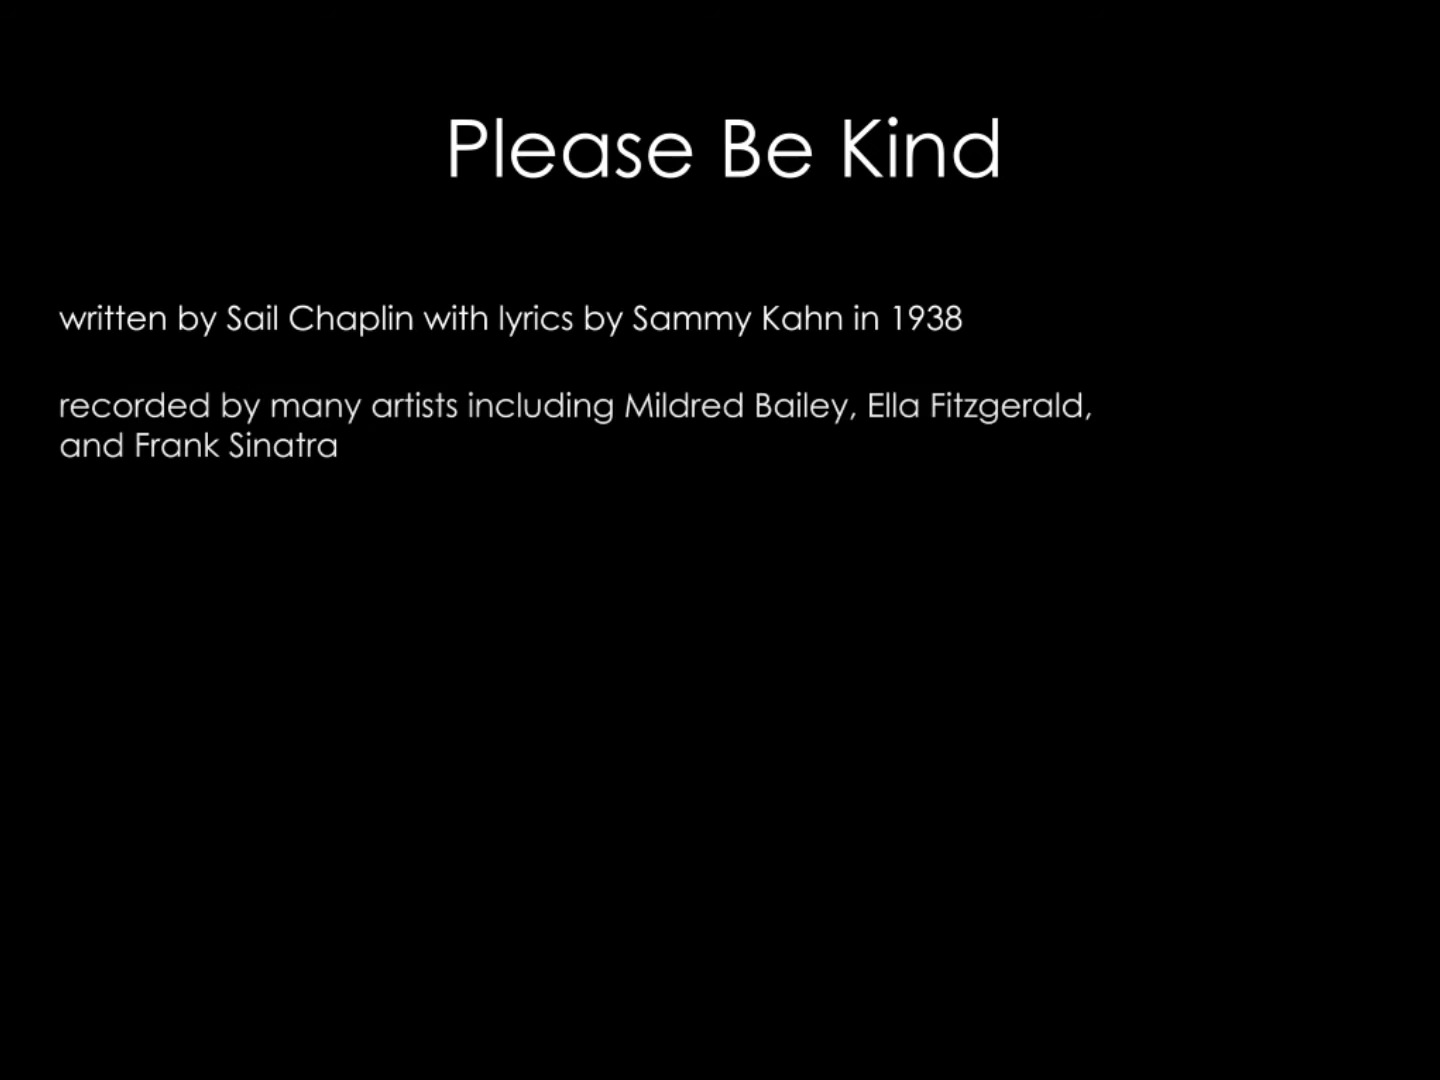 Please Be Kind
written by Sail Chaplin with lyrics by Sammy Kahn in 1938
recorded by many artists including Mildred Bailey, Ella Fitzgerald,
and Frank Sinatra